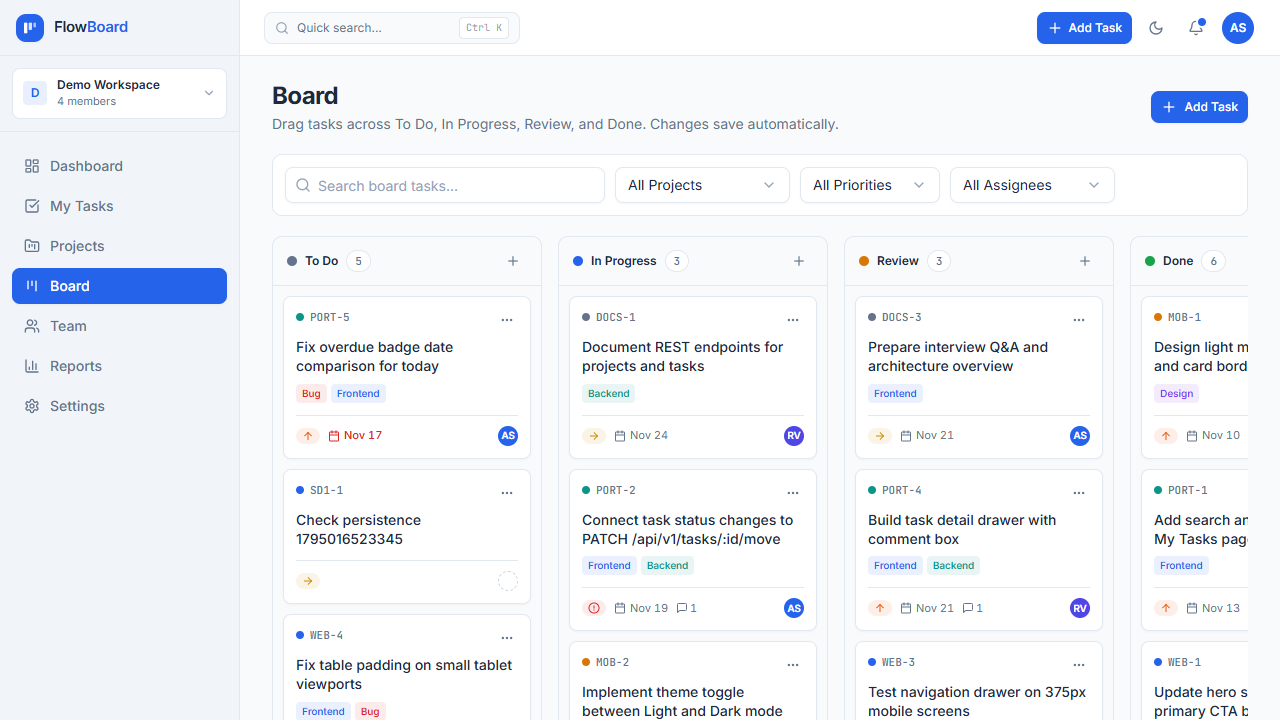 FlowBoard
Quick search...
Ctrl K
Add Task
AS
D
Demo Workspace
4 members
Dashboard
My Tasks
Projects
Board
Team
Reports
Settings
Board
Drag tasks across To Do, In Progress, Review, and Done. Changes save automatically.
Add Task
Search board tasks...
All Projects
All Priorities
All Assignees
To Do 5
PORT-5
Fix overdue badge date
comparison for today
Bug Frontend
Nov 17 AS
SD1-1
Check persistence
1795016523345
WEB-4
Fix table padding on small tablet
viewports
Frontend Bug
In Progress 3
DOCS-1
Document REST endpoints for
projects and tasks
Backend
Nov 24 RV
PORT-2
Connect task status changes to
PATCH /api/v1/tasks/:id/move
Frontend Backend
Nov 19 1 AS
MOB-2
Implement theme toggle
between Light and Dark mode
Review 3
DOCS-3
Prepare interview Q&A and
architecture overview
Frontend
Nov 21 AS
PORT-4
Build task detail drawer with
comment box
Frontend Backend
Nov 21 1 RV
WEB-3
Test navigation drawer on 375px
mobile screens
Done 6
MOB-1
Design light
and card
Design
Nov 10
PORT-1
Add search
My Tasks
Frontend
Nov 13
WEB-1
Update hero
primary CTA